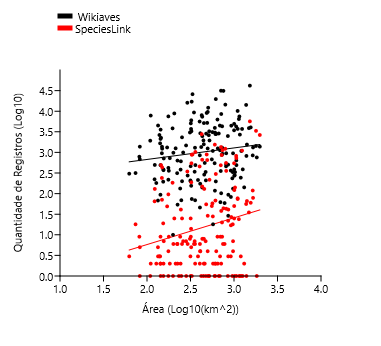 Wikiaves
SpeciesLink
Quantidade de Registros (Log10)
5.0
4.5
4.0
3.5
3.0
2.5
2.0
1.5
1.0
0.5
0.0
1.0 1.5 2.0 2.5 3.0 3.5 4.0
Área (Log10(km^2))